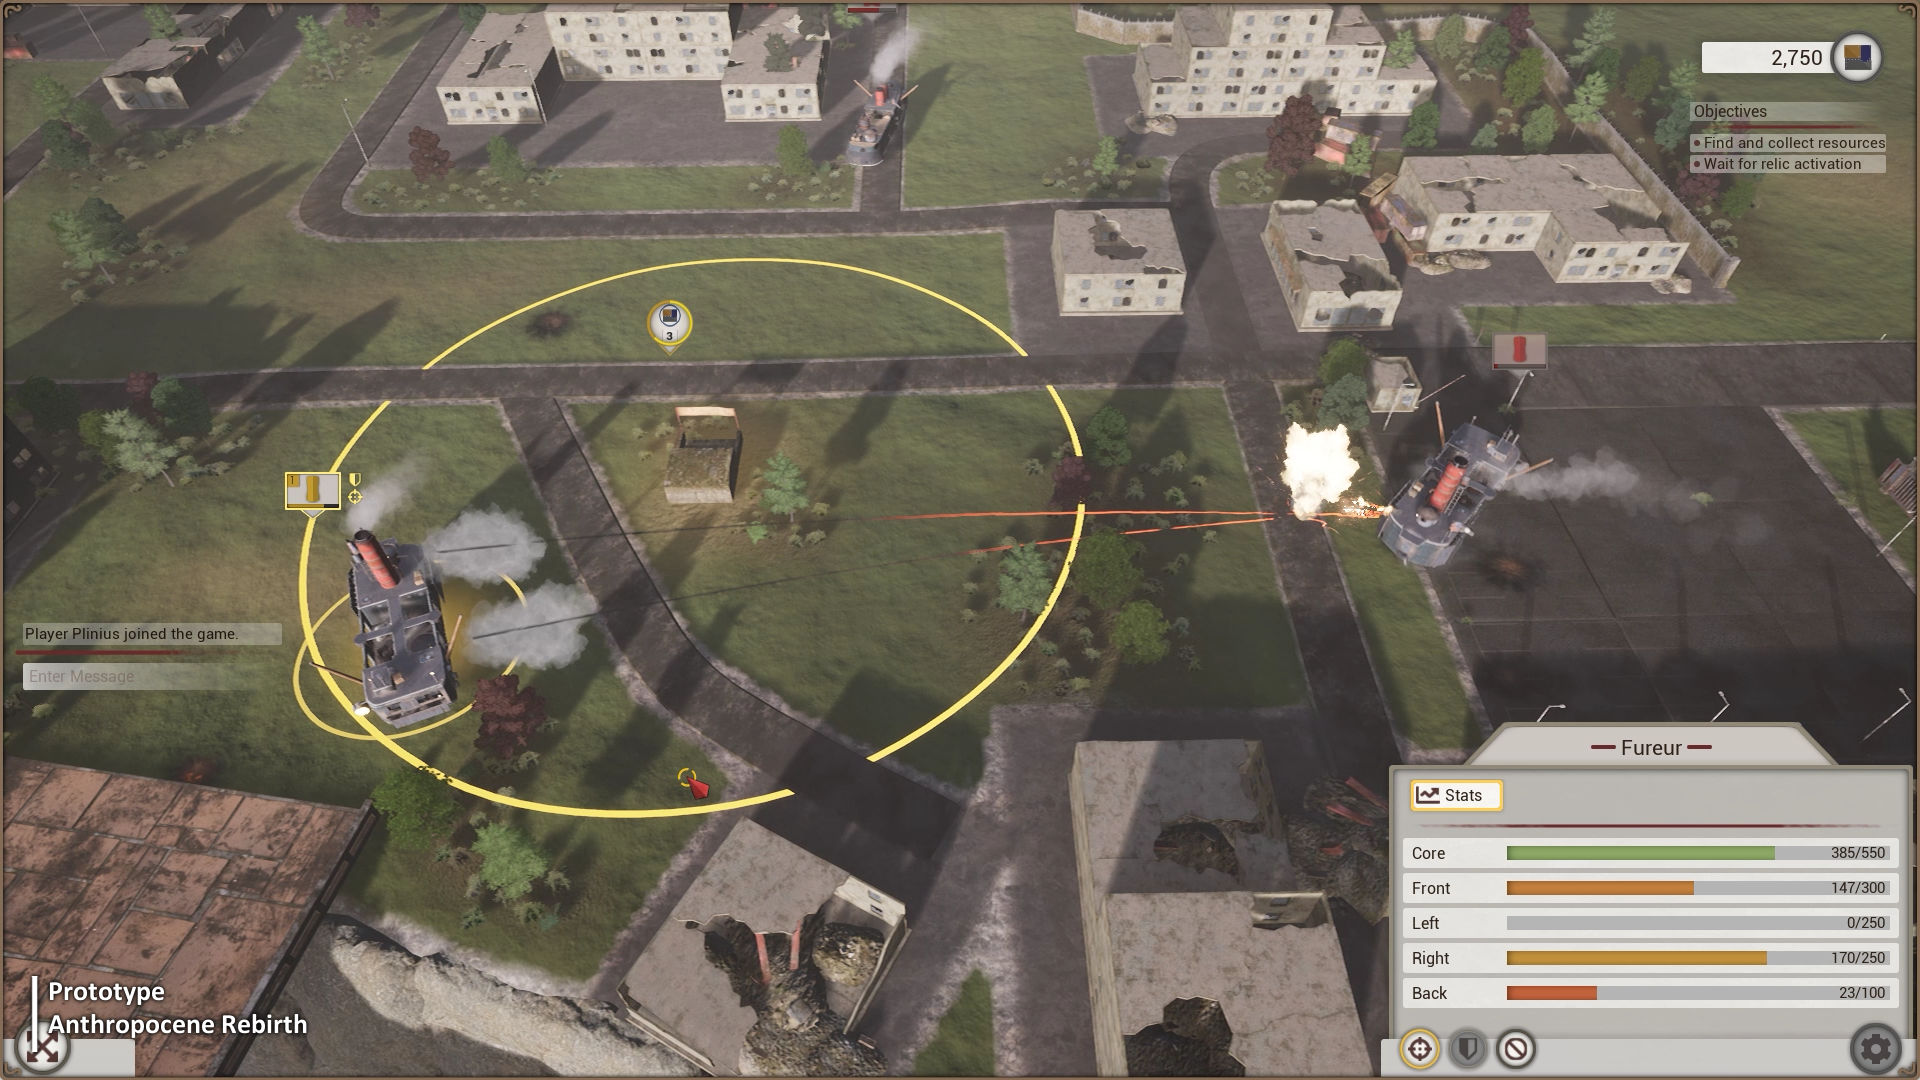 2,750
Objectives
• Find and collect resources
• Wait for relic activation
3
1
Player Plinius joined the game.
Enter Message
Fureur
Stats
Core 385/550
Front 147/300
Left 0/250
Right 170/250
Back 23/100
Prototype
Anthropocene Rebirth